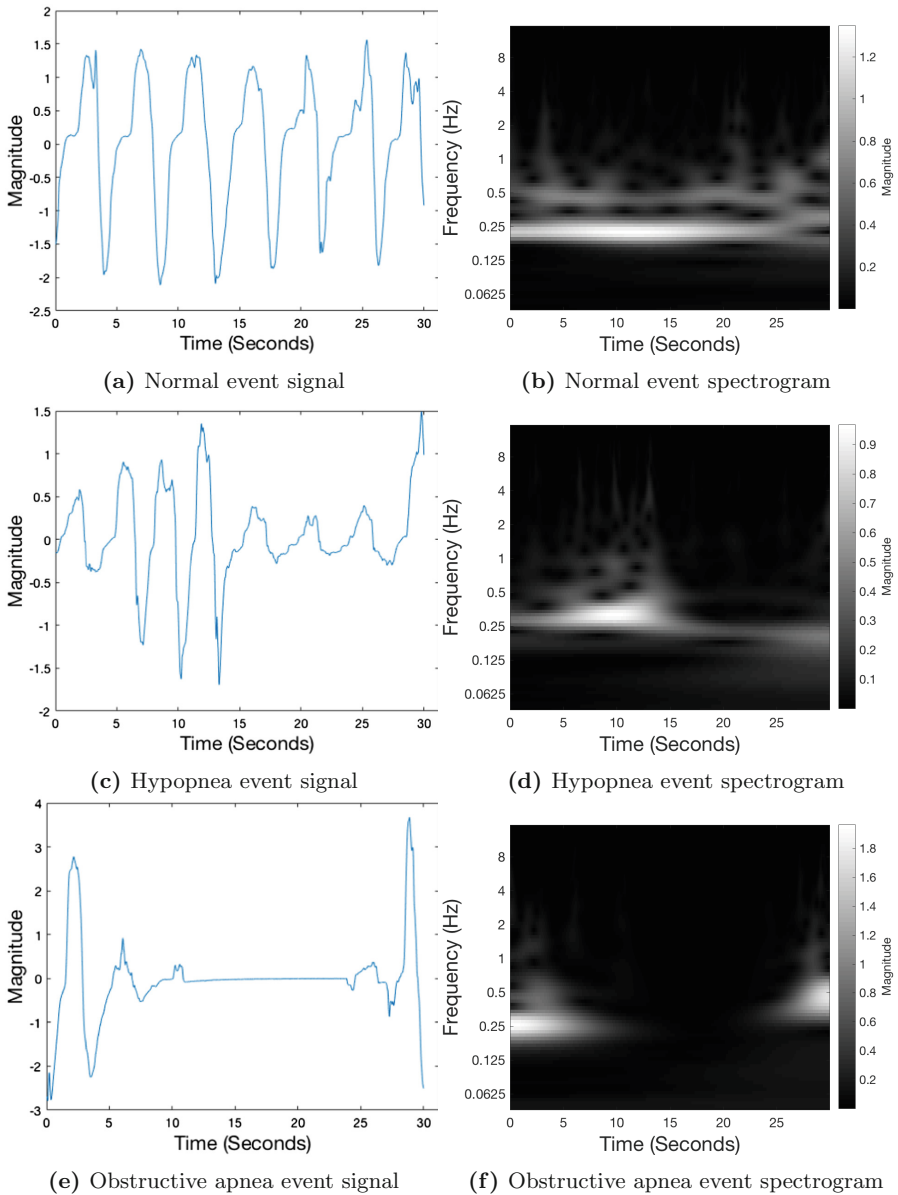 2
1.5
1
0.5
0
-0.5
-1
-1.5
-2
-2.5
Magnitude
0 5 10 15 20 25 30
Time (Seconds)
8
4
2
1
0.5
0.25
0.125
0.0625
Frequency (Hz)
0 5 10 15 20 25
Time (Seconds)
1.2
1
0.8
0.6
0.4
0.2
Magnitude
(a) Normal event signal
(b) Normal event spectrogram
1.5
1
0.5
0
-0.5
-1
-1.5
-2
Magnitude
0 5 10 15 20 25 30
Time (Seconds)
8
4
2
1
0.5
0.25
0.125
0.0625
Frequency (Hz)
0 5 10 15 20 25
Time (Seconds)
0.9
0.8
0.7
0.6
0.5
0.4
0.3
0.2
0.1
Magnitude
(c) Hypopnea event signal
(d) Hypopnea event spectrogram
4
3
2
1
0
-1
-2
-3
Magnitude
0 5 10 15 20 25 30
Time (Seconds)
8
4
2
1
0.5
0.25
0.125
0.0625
Frequency (Hz)
0 5 10 15 20 25
Time (Seconds)
1.8
1.6
1.4
1.2
1
0.8
0.6
0.4
0.2
Magnitude
(e) Obstructive apnea event signal
(f) Obstructive apnea event spectrogram